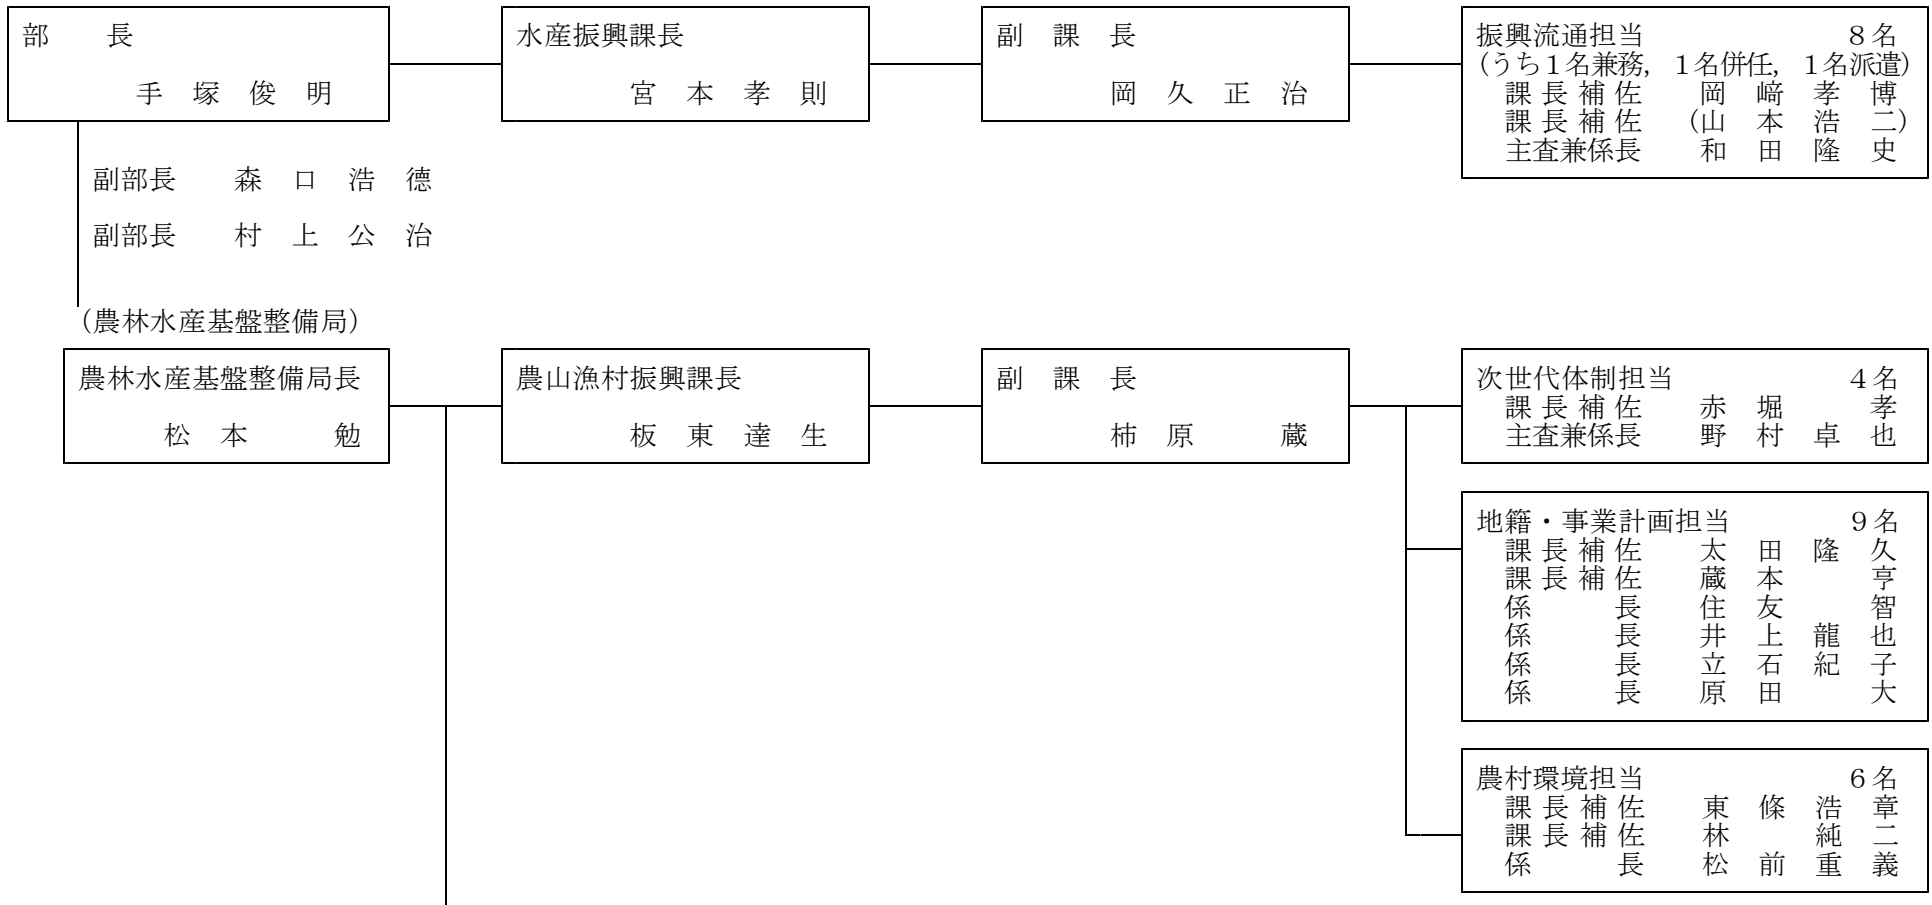 部　　長
手　塚　俊　明
水産振興課長
宮　本　孝　則
副　課　長
岡　久　正　治
振興流通担当　８名
(うち１名兼務，１名併任，１名派遣)
課長補佐　岡　﨑　孝　博
課長補佐　(山　本　浩　二)
主査兼係長　和　田　隆　史
副部長　森　口　浩　德
副部長　村　上　公　治
(農林水産基盤整備局)
農林水産基盤整備局長
松　本　　勉
農山漁村振興課長
板　東　達　生
副　課　長
柿　原　　蔵
次世代体制担当　４名
課長補佐　赤　堀　　孝
主査兼係長　野　村　卓　也
地籍・事業計画担当　９名
課長補佐　太　田　隆　久
課長補佐　蔵　本　　亨
係　　長　住　友　　智
係　　長　井　上　龍　也
係　　長　立　石　紀　子
係　　長　原　田　　大
農村環境担当　６名
課長補佐　東　條　浩　章
課長補佐　林　　純　二
係　　長　松　前　重　義